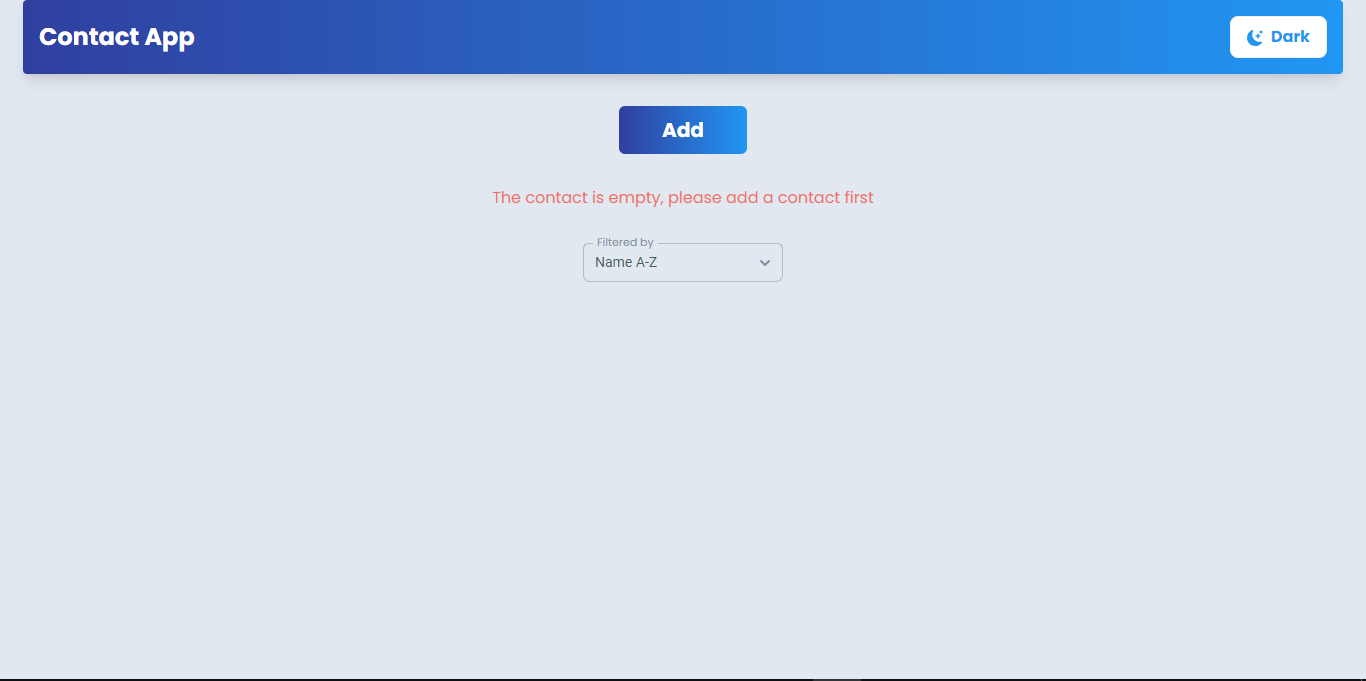 Contact App
Dark
Add
The contact is empty, please add a contact first
Filtered by
Name A-Z